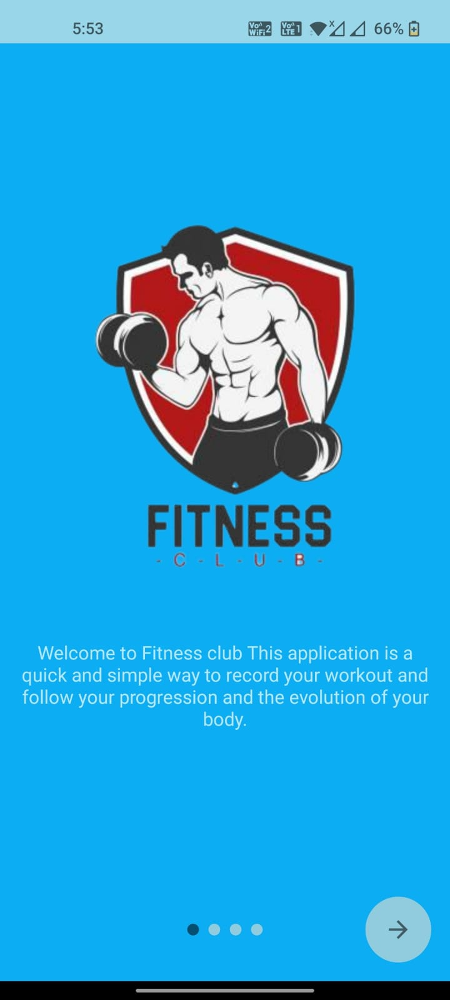 5:53 Vo WiFi 2 Vo LTE 1 X 66%
FITNESS
- C - L - U - B -
Welcome to Fitness club This application is a
quick and simple way to record your workout and
follow your progression and the evolution of your
body.